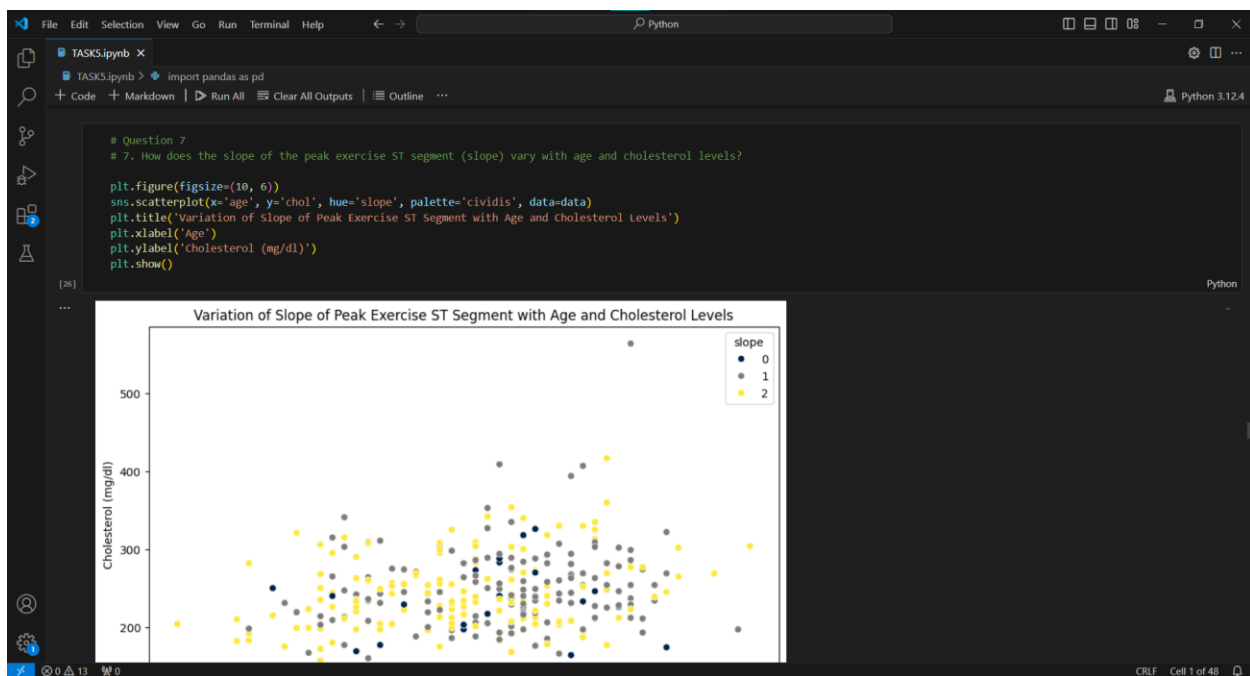 File Edit Selection View Go Run Terminal Help
Python
TASK5.ipynb
TASK5.ipynb > import pandas as pd
+ Code + Markdown | Run All Clear All Outputs | Outline ...
Python 3.12.4
# Question 7
# 7. How does the slope of the peak exercise ST segment (slope) vary with age and cholesterol levels?
plt.figure(figsize=(10, 6))
sns.scatterplot(x='age', y='chol', hue='slope', palette='cividis', data=data)
plt.title('Variation of Slope of Peak Exercise ST Segment with Age and Cholesterol Levels')
plt.xlabel('Age')
plt.ylabel('Cholesterol (mg/dl)')
plt.show()
[26]
Python
Variation of Slope of Peak Exercise ST Segment with Age and Cholesterol Levels
slope
0
1
2
500
400
300
200
Cholesterol (mg/dl)
2
1
0 13 0
CRLF Cell 1 of 48